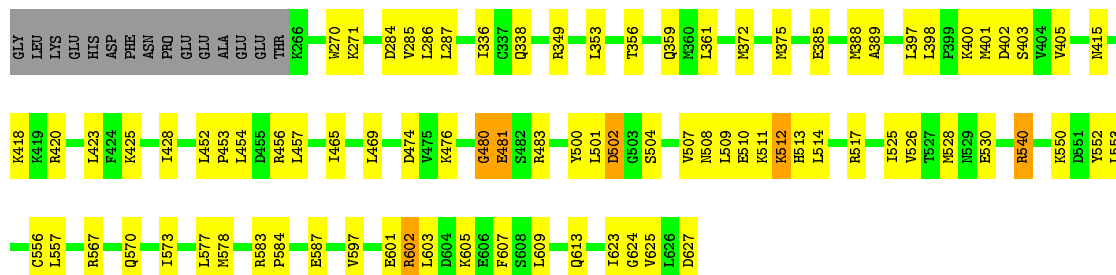 GLY LEU LYS GLU HIS ASP PHE ASN PRO GLU GLU ALA GLU GLU THR K266 W270 K271 D284 V285 L286 L287 I336 C337 Q338 R349 L353 T356 Q359 M360 L361 M372 M375 E385 M388 A389 L397 L398 P399 K400 M401 D402 S403 V404 V405 N415
K418 K419 R420 L423 F424 K425 I428 L452 P453 L454 D455 R456 L457 I465 L469 D474 V475 K476 G480 E481 S482 R483 Y500 L501 D502 G503 S504 V507 N508 L509 E510 K511 K512 H513 L514 R517 I525 V526 T527 M528 N529 E530 R540 K550 D551 Y552
C556 L557 R567 Q570 I573 L577 M578 R583 P584 E587 V597 E601 R602 L603 D604 K605 E606 F607 S608 L609 Q613 I623 G624 V625 L626 D627